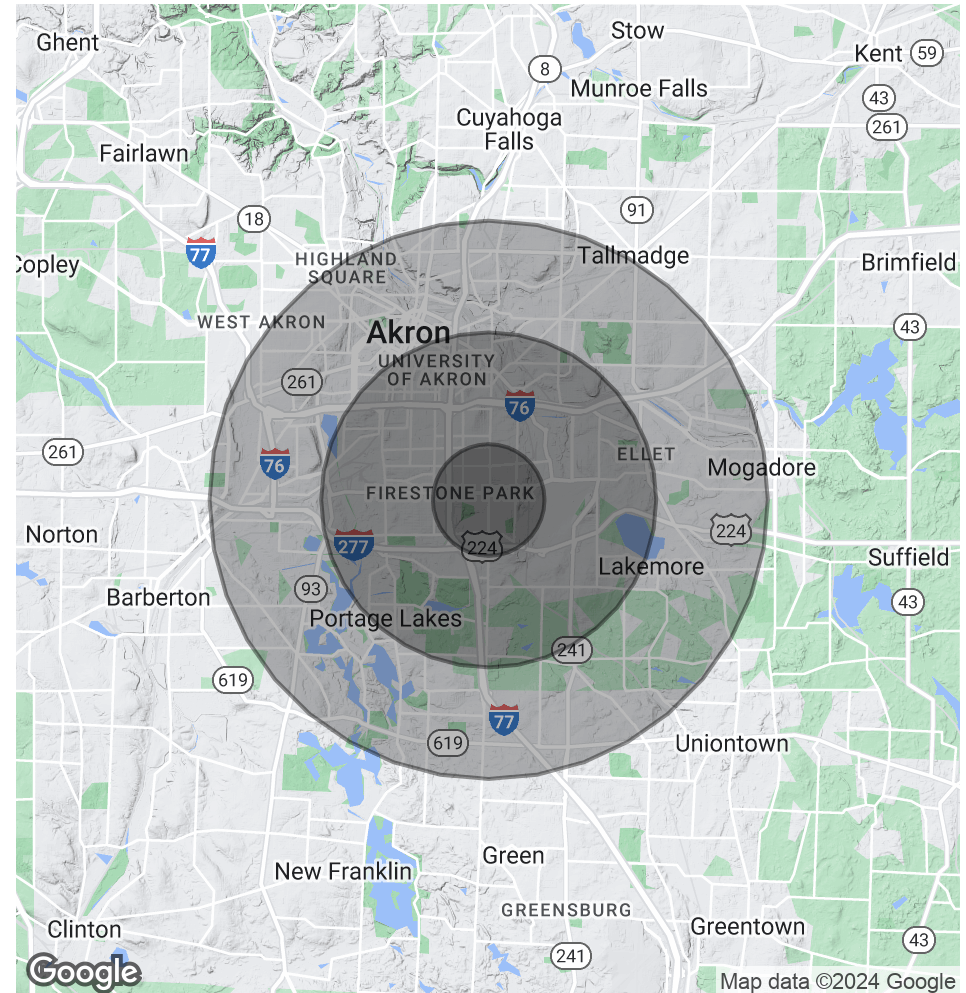 Ghent
Stow
Kent
59
8
Munroe Falls
43
Cuyahoga
Falls
261
Fairlawn
91
18
77
HIGHLAND
SQUARE
Tallmadge
Copley
Brimfield
WEST AKRON
43
Akron
UNIVERSITY
OF AKRON
261
76
261
76
ELLET
Mogadore
FIRESTONE PARK
224
Norton
277
224
Suffield
Lakemore
93
Barberton
43
Portage Lakes
241
619
77
619
Uniontown
Green
New Franklin
GREENSBURG
Greentown
Clinton
43
241
Google
Map data ©2024 Google